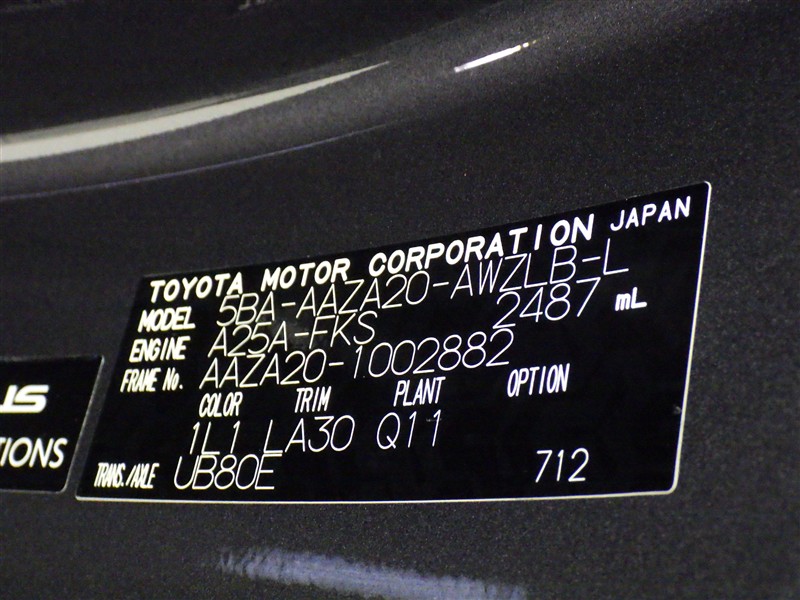 TOYOTA MOTOR CORPORATION JAPAN
MODEL 5BA-AAZA20-AWZLB-L
ENGINE A25A-FKS 2487 mL
FRAME No. AAZA20-1002882
COLOR TRIM PLANT OPTION
1L1 LA30 Q11
TRANS./AXLE UB80E 712
US
TIONS